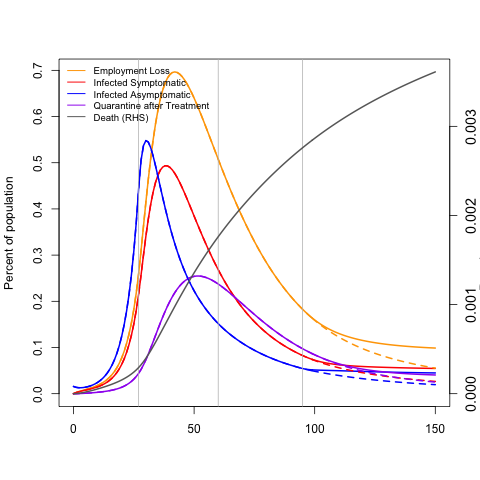 Employment Loss
Infected Symptomatic
Infected Asymptomatic
Quarantine after Treatment
Death (RHS)
Percent of population
0.0
0.1
0.2
0.3
0.4
0.5
0.6
0.7
0.000
0.001
0.002
0.003
0
50
100
150